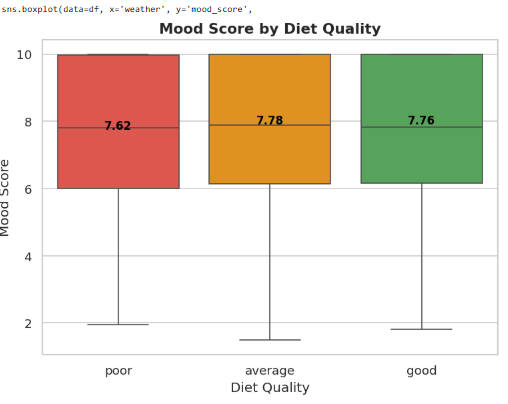 sns.boxplot(data=df, x='weather', y='mood_score',
Mood Score by Diet Quality
10
8
6
4
2
Mood Score
7.62
7.78
7.76
poor average good
Diet Quality